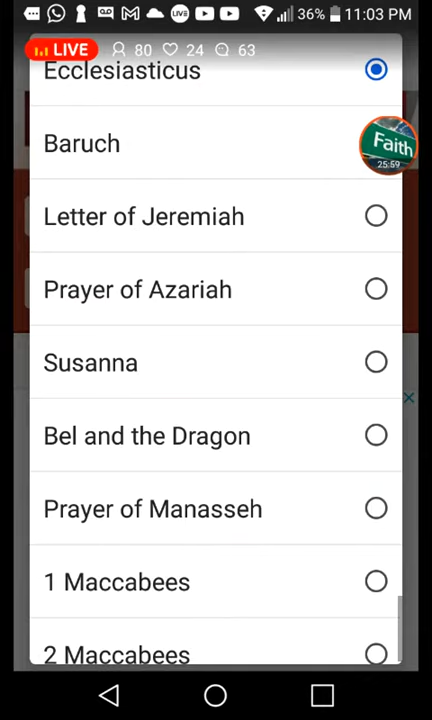 LIVE 36% 11:03 PM
LIVE 80 24 63
Ecclesiasticus
Baruch
Faith
25:59
Letter of Jeremiah
Prayer of Azariah
Susanna
Bel and the Dragon
Prayer of Manasseh
1 Maccabees
2 Maccabees